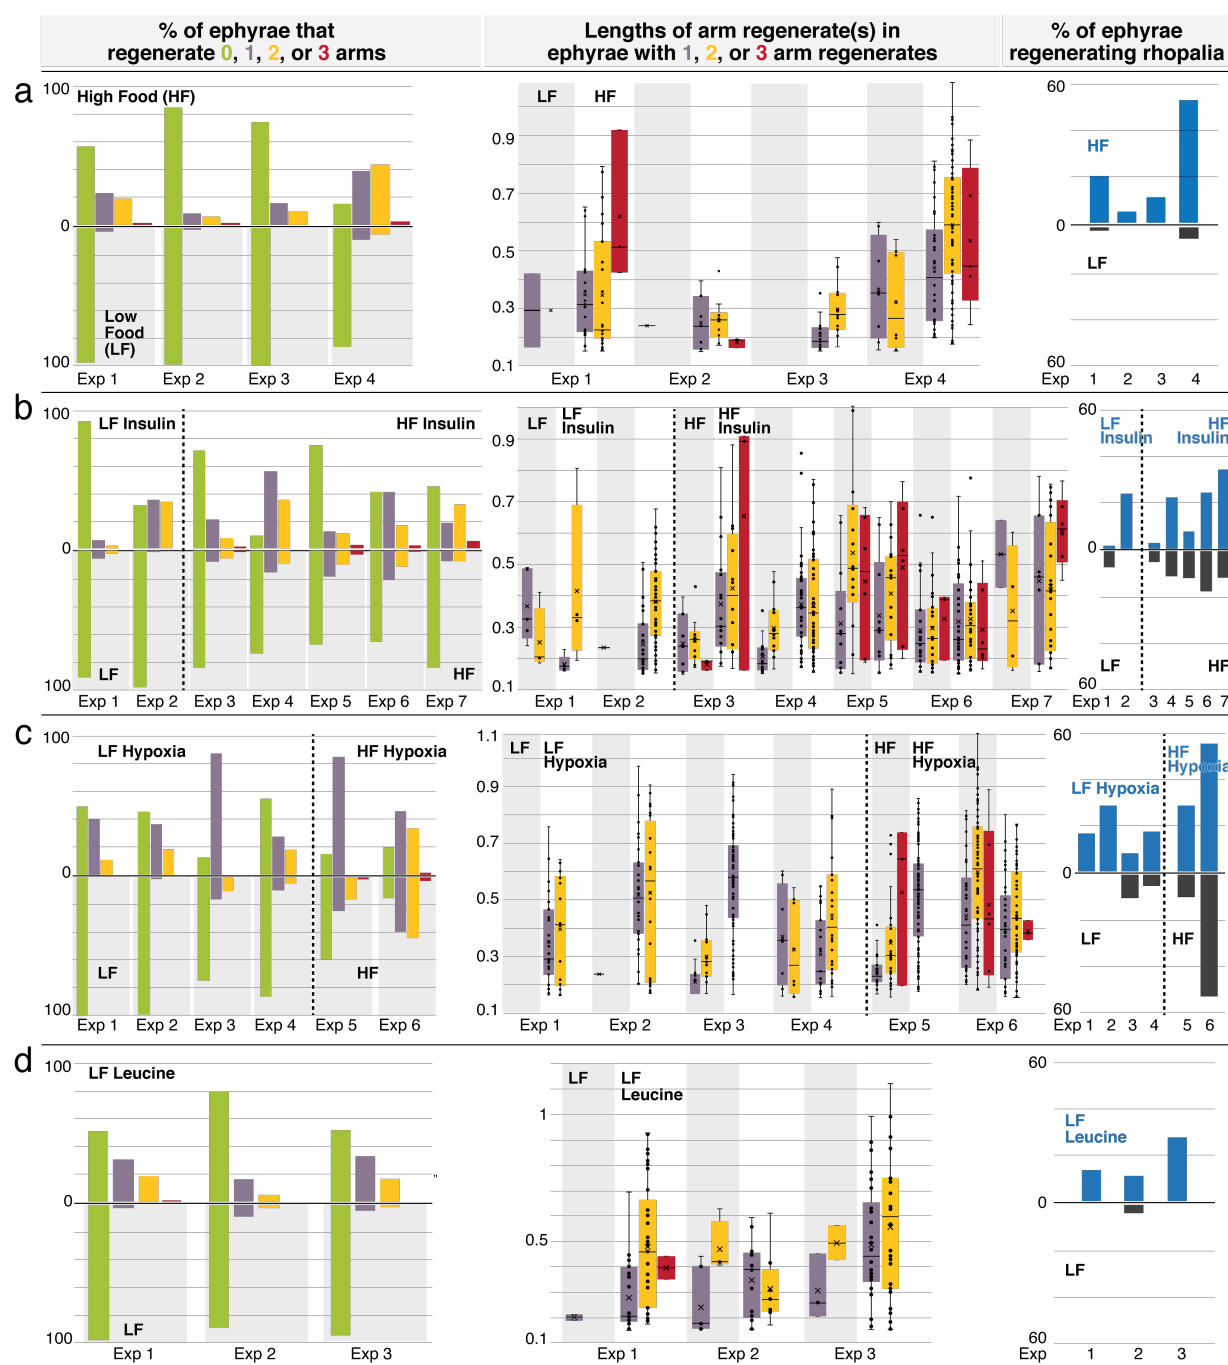 % of ephyrae that
regenerate 0, 1, 2, or 3 arms
Lengths of arm regenerate(s) in
ephyrae with 1, 2, or 3 arm regenerates
% of ephyrae
regenerating rhopalia
a
100
High Food (HF)
0
Low
Food
(LF)
100
Exp 1 Exp 2 Exp 3 Exp 4
LF HF
0.9
0.7
0.5
0.3
0.1
Exp 1 Exp 2 Exp 3 Exp 4
60
HF
0
LF
60
Exp 1 2 3 4
b
100
LF Insulin HF Insulin
0
LF HF
100
Exp 1 Exp 2 Exp 3 Exp 4 Exp 5 Exp 6 Exp 7
LF LF
Insulin
HF HF
Insulin
0.9
0.7
0.5
0.3
0.1
Exp 1 Exp 2 Exp 3 Exp 4 Exp 5 Exp 6 Exp 7
60
LF
Insulin
HF
Insulin
0
LF HF
60
Exp 1 2 3 4 5 6 7
c
100
LF Hypoxia HF Hypoxia
0
LF HF
100
Exp 1 Exp 2 Exp 3 Exp 4 Exp 5 Exp 6
1.1
LF LF
Hypoxia
HF HF
Hypoxia
0.9
0.7
0.5
0.3
0.1
Exp 1 Exp 2 Exp 3 Exp 4 Exp 5 Exp 6
60
HF
Hypoxia
LF Hypoxia
0
LF HF
60
Exp 1 2 3 4 5 6
d
100
LF Leucine
"
0
LF
100
Exp 1 Exp 2 Exp 3
LF LF
Leucine
1
0.5
0.1
Exp 1 Exp 2 Exp 3
60
LF
Leucine
0
LF
60
Exp 1 2 3